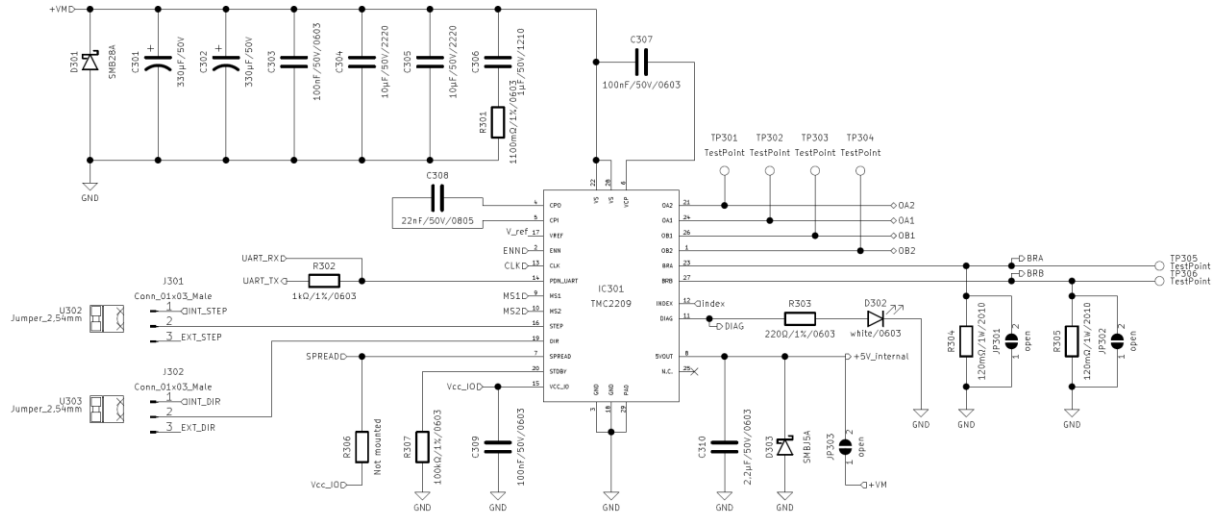 +VM
D301
SMB28A
C301
330µF/50V
C302
330µF/50V
C303
100nF/50V/0603
C304
10µF/50V/2220
C305
10µF/50V/2220
C306
1µF/50V/1210
R301
1100mΩ/1%/0603
C307
100nF/50V/0603
GND
TP301
TestPoint
TP302
TestPoint
TP303
TestPoint
TP304
TestPoint
C308
22nF/50V/0805
22
28
6
VS
VS
VCP
4
CPO
5
CPI
V_ref
17
VREF
ENN
2
ENN
CLK
13
CLK
14
PDN_UART
MS1
9
MS1
MS2
10
MS2
16
STEP
19
DIR
7
SPREAD
20
STDBY
15
VCC_IO
IC301
TMC2209
OA2
21
OA2
OA1
24
OA1
OB1
26
OB1
OB2
1
OB2
BRA
23
BRA
BRB
27
BRB
TP305
TestPoint
TP306
TestPoint
INDEX
12
Index
DIAG
11
DIAG
5VOUT
8
+5V_internal
N.C.
25
GND
GND
PAD
3
18
29
GND
UART_RX
UART_TX
R302
1kΩ/1%/0603
J301
Conn_01x03_Male
U302
Jumper_2,54mm
1
INT_STEP
2
3
EXT_STEP
J302
Conn_01x03_Male
U303
Jumper_2,54mm
1
INT_DIR
2
3
EXT_DIR
SPREAD
R306
Not mounted
Vcc_IO
R307
100kΩ/1%/0603
GND
Vcc_IO
C309
100nF/50V/0603
GND
R303
220Ω/1%/0603
D302
white/0603
GND
R304
120mΩ/1W/2010
JP301
1
2
open
GND
R305
120mΩ/1W/2010
JP302
1
2
open
GND
C310
2.2µF/50V/0603
GND
D303
SMBJ5A
GND
JP303
1
2
open
+VM